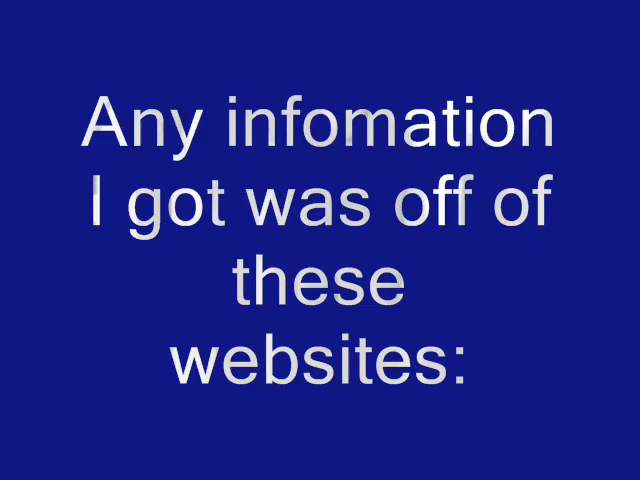 Any infomation
I got was off of
these
websites: